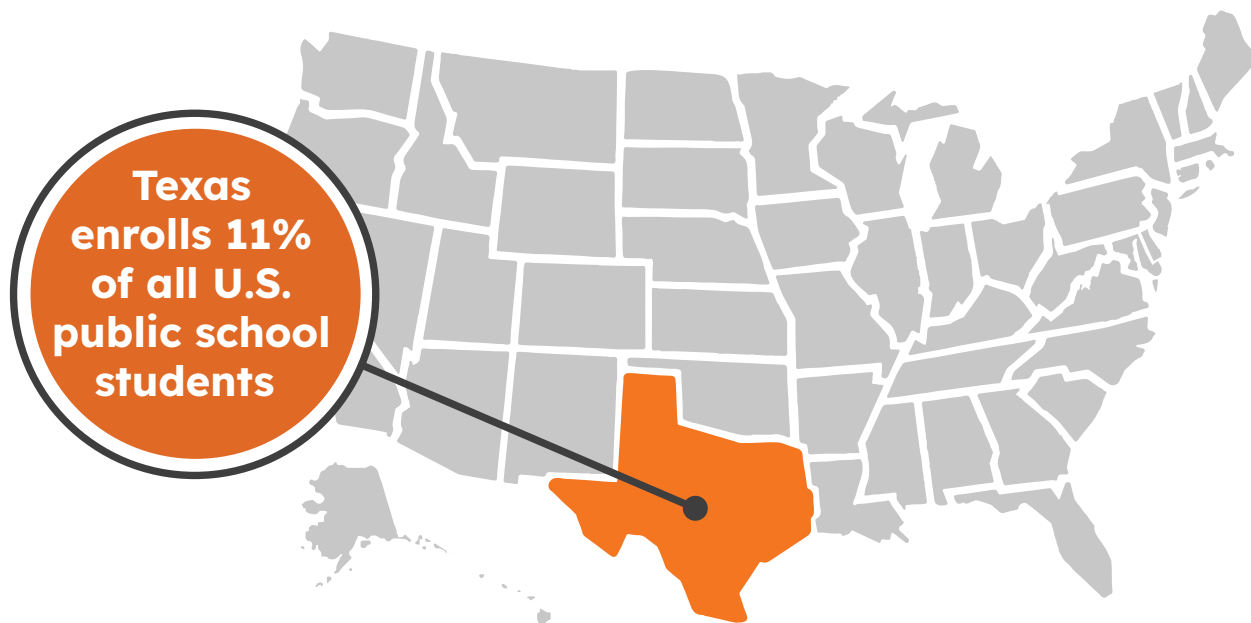 Texas
enrolls 11%
of all U.S.
public school
students